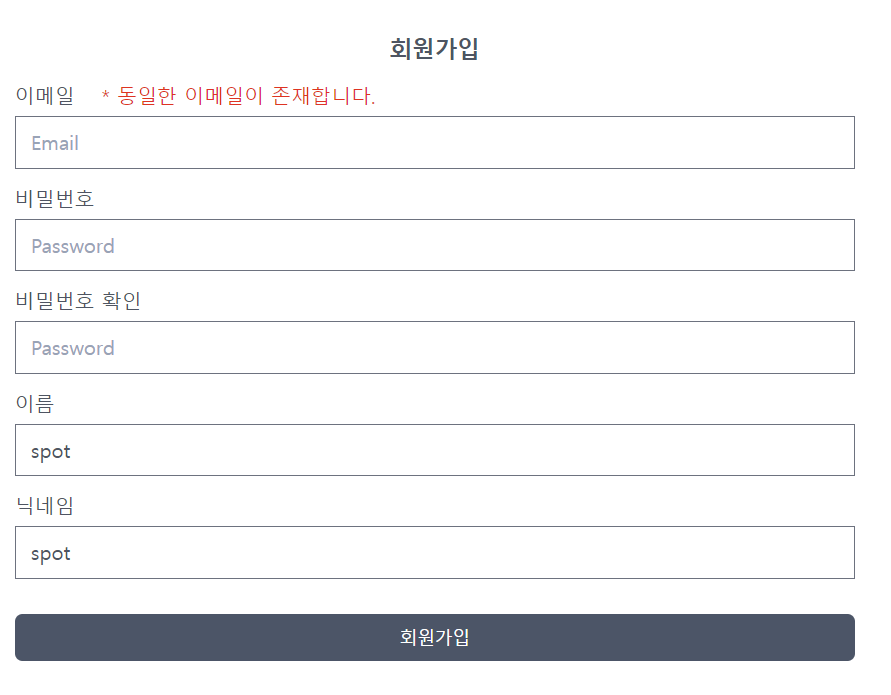 회원가입
이메일 * 동일한 이메일이 존재합니다.
Email
비밀번호
Password
비밀번호 확인
Password
이름
spot
닉네임
spot
회원가입